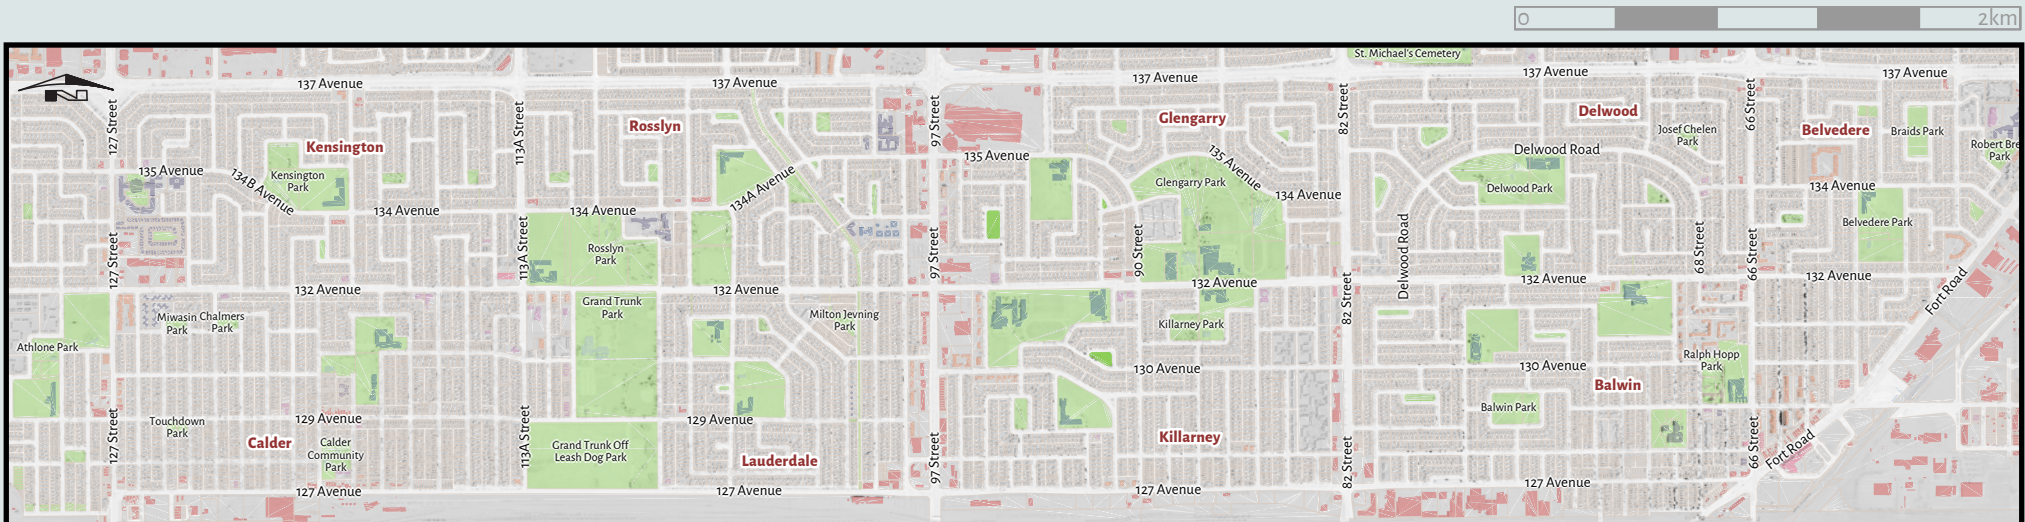 0 2km
St. Michael's Cemetery
137 Avenue
137 Avenue
137 Avenue
137 Avenue
137 Avenue
N
127 Street
113A Street
97 Street
82 Street
66 Street
Kensington
Rosslyn
Glengarry
Delwood
Belvedere
Josef Chelen
Park
Braids Park
Robert Bre
Park
135 Avenue
134B Avenue
Kensington
Park
134 Avenue
134 Avenue
134A Avenue
135 Avenue
Glengarry Park
135 Avenue
134 Avenue
Delwood Road
Delwood Park
134 Avenue
Belvedere Park
127 Street
113A Street
Rosslyn
Park
97 Street
90 Street
82 Street
Delwood Road
68 Street
66 Street
132 Avenue
132 Avenue
132 Avenue
132 Avenue
132 Avenue
Fort Road
Miwasin
Park
Chalmers
Park
Grand Trunk
Park
Milton Jevning
Park
Killarney Park
Athlone Park
130 Avenue
130 Avenue
Ralph Hopp
Park
Balwin
Balwin Park
127 Street
Touchdown
Park
129 Avenue
Calder
Calder
Community
Park
113A Street
Grand Trunk Off
Leash Dog Park
129 Avenue
Lauderdale
97 Street
Killarney
82 Street
66 Street
Fort Road
127 Avenue
127 Avenue
127 Avenue
127 Avenue